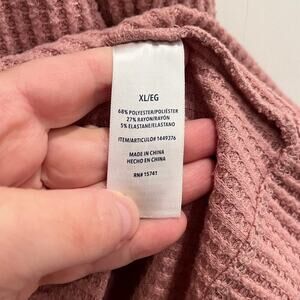 XL/EG
68% POLYESTER/POLIÉSTER
27% RAYON/RAYÓN
5% ELASTANE/ELASTANO
ITEM/ARTICULO# 1449376
MADE IN CHINA
HECHO EN CHINA
RN# 15741